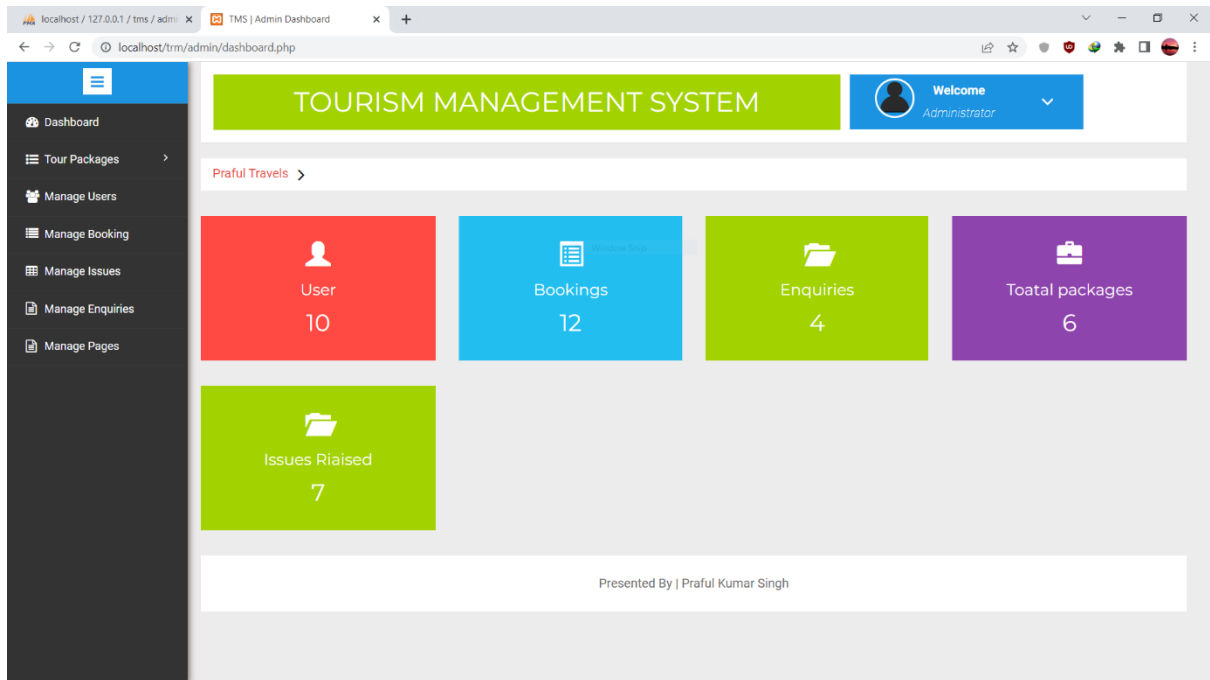 localhost / 127.0.0.1 / tms / adm
TMS | Admin Dashboard
localhost/trm/admin/dashboard.php
TOURISM MANAGEMENT SYSTEM
Welcome
Administrator
Dashboard
Tour Packages
Manage Users
Manage Booking
Manage Issues
Manage Enquiries
Manage Pages
Praful Travels
User
10
Bookings
12
Enquiries
4
Toatal packages
6
Window Snip
Issues Riaised
7
Presented By | Praful Kumar Singh